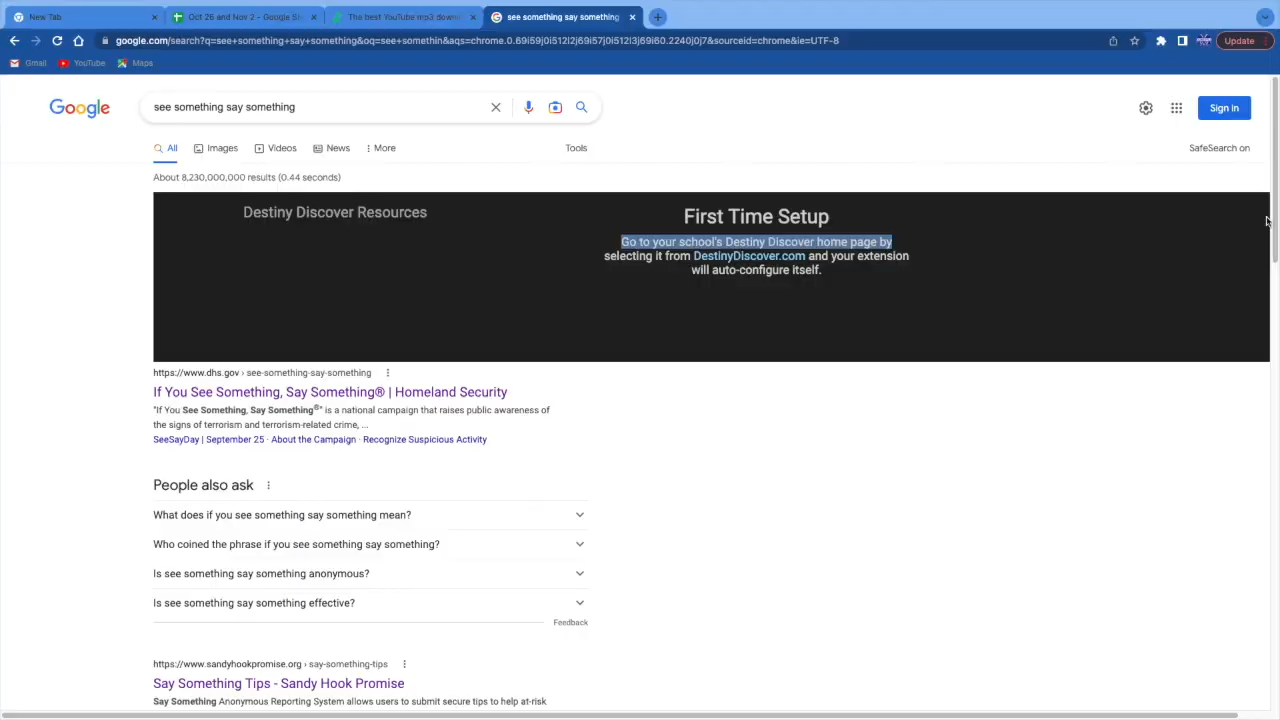 New Tab
Oct 26 and Nov 2 - Google Sh
The best YouTube mp3 downl
see something say something
google.com/search?q=see+something+say+something&oq=see+somethin&aqs=chrome.0.69i59j0i512l2j69i57j0i512l3j69i60.2240j0j7&sourceid=chrome&ie=UTF-8
Update
Gmail
YouTube
Maps
Google
see something say something
Sign in
All
Images
Videos
News
More
Tools
SafeSearch on
About 8,230,000,000 results (0.44 seconds)
Destiny Discover Resources
First Time Setup
Go to your school's Destiny Discover home page by
selecting it from DestinyDiscover.com and your extension
will auto-configure itself.
https://www.dhs.gov › see-something-say-something
If You See Something, Say Something® | Homeland Security
"If You See Something, Say Something®" is a national campaign that raises public awareness of
the signs of terrorism and terrorism-related crime, ...
SeeSayDay | September 25 · About the Campaign · Recognize Suspicious Activity
People also ask
What does if you see something say something mean?
Who coined the phrase if you see something say something?
Is see something say something anonymous?
Is see something say something effective?
Feedback
https://www.sandyhookpromise.org › say-something-tips
Say Something Tips - Sandy Hook Promise
Say Something Anonymous Reporting System allows users to submit secure tips to help at-risk